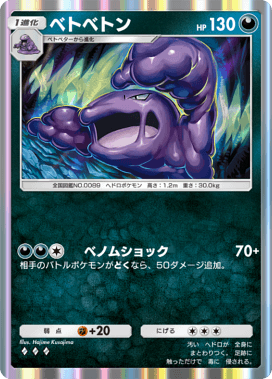 1進化 ベトベトン HP 130
ベトベターから進化
全国図鑑NO.0089 ヘドロポケモン 高さ:1.2m 重さ:30.0kg
ベノムショック 70+
相手のバトルポケモンがどくなら、50ダメージ追加。
弱点 +20 にげる
Illus. Hajime Kusajima
汚い ヘドロが 全身に
まとわりつく。足跡に
触っただけで 毒に 侵される。